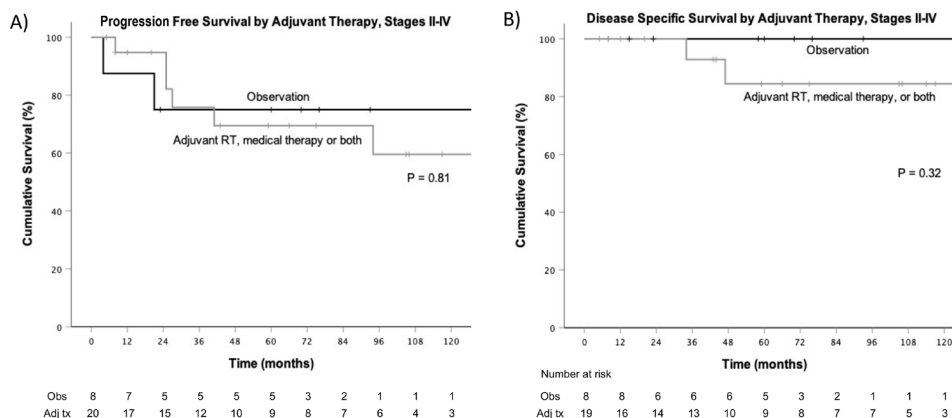 A)
Progression Free Survival by Adjuvant Therapy, Stages II-IV
Cumulative Survival (%)
100
80
60
40
20
0
Observation
Adjuvant RT, medical therapy or both
P = 0.81
0 12 24 36 48 60 72 84 96 108 120
Time (months)
Obs 8 7 5 5 5 5 3 2 1 1 1
Adj tx 20 17 15 12 10 9 8 7 6 4 3
B)
Disease Specific Survival by Adjuvant Therapy, Stages II-IV
Cumulative Survival (%)
100
80
60
40
20
0
Observation
Adjuvant RT, medical therapy, or both
P = 0.32
0 12 24 36 48 60 72 84 96 108 120
Time (months)
Number at risk
Obs 8 8 6 6 6 5 3 2 1 1 1
Adj tx 19 16 14 13 10 9 8 7 7 5 3